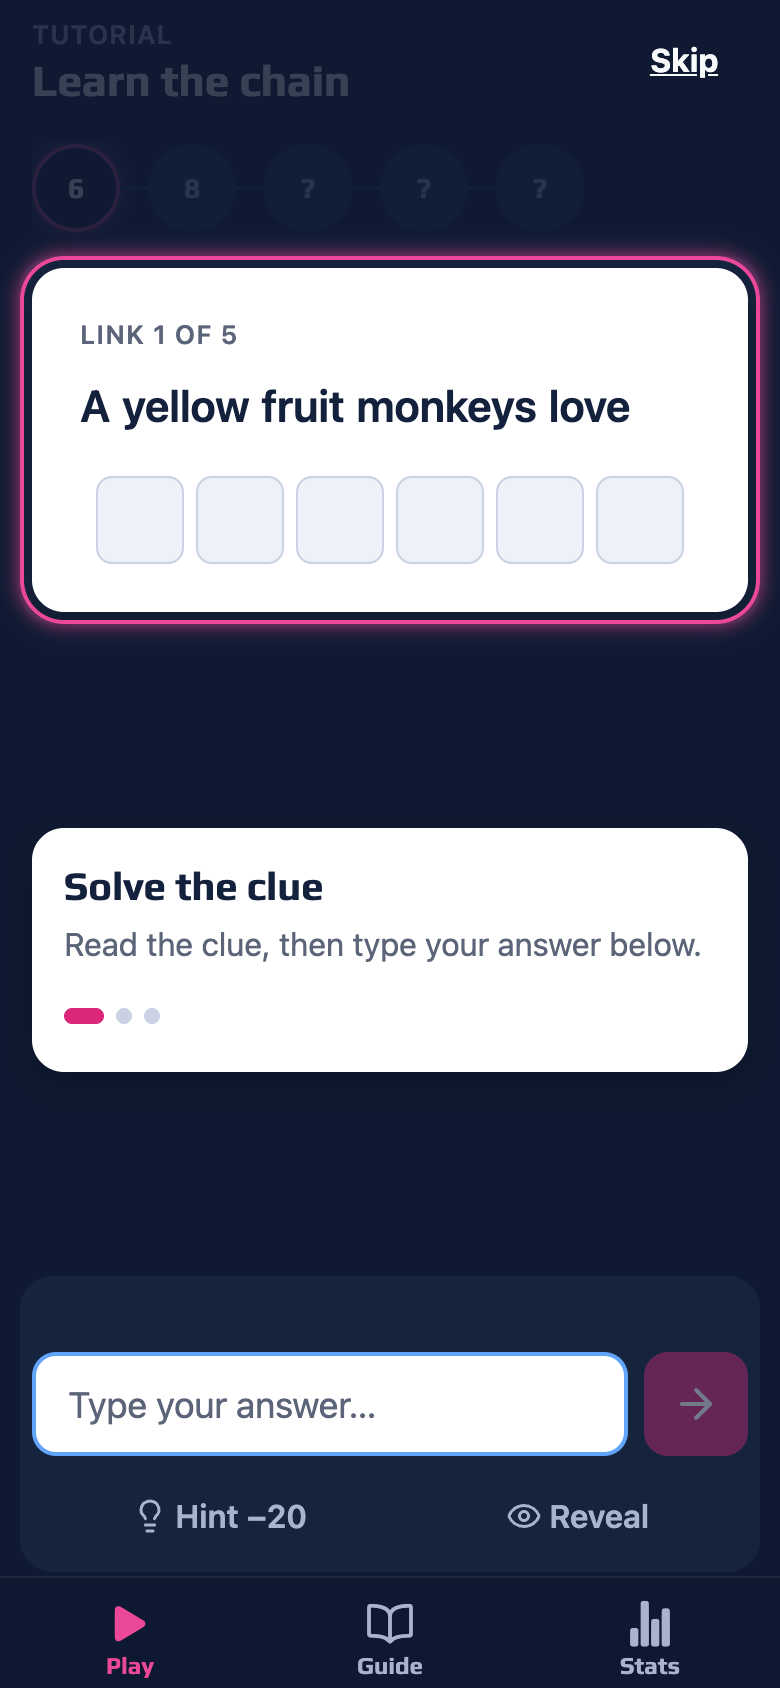 TUTORIAL
Learn the chain
Skip
6 8 ? ? ?
LINK 1 OF 5
A yellow fruit monkeys love
Solve the clue
Read the clue, then type your answer below.
Type your answer...
Hint –20
Reveal
Play
Guide
Stats